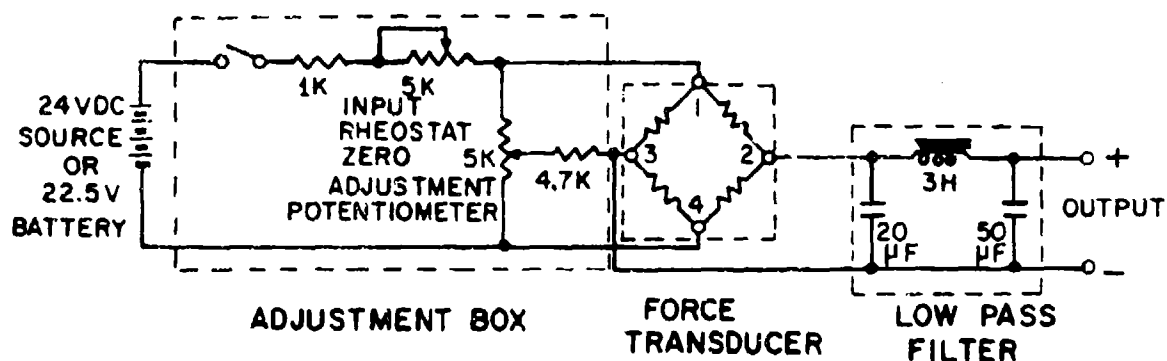 24VDC
SOURCE
OR
22.5V
BATTERY
1K
5K
INPUT
RHEOSTAT
ZERO
5K
ADJUSTMENT
POTENTIOMETER
4.7K
1
3
2
4
3H
20
µF
50
µF
+
OUTPUT
−
ADJUSTMENT BOX
FORCE
TRANSDUCER
LOW PASS
FILTER